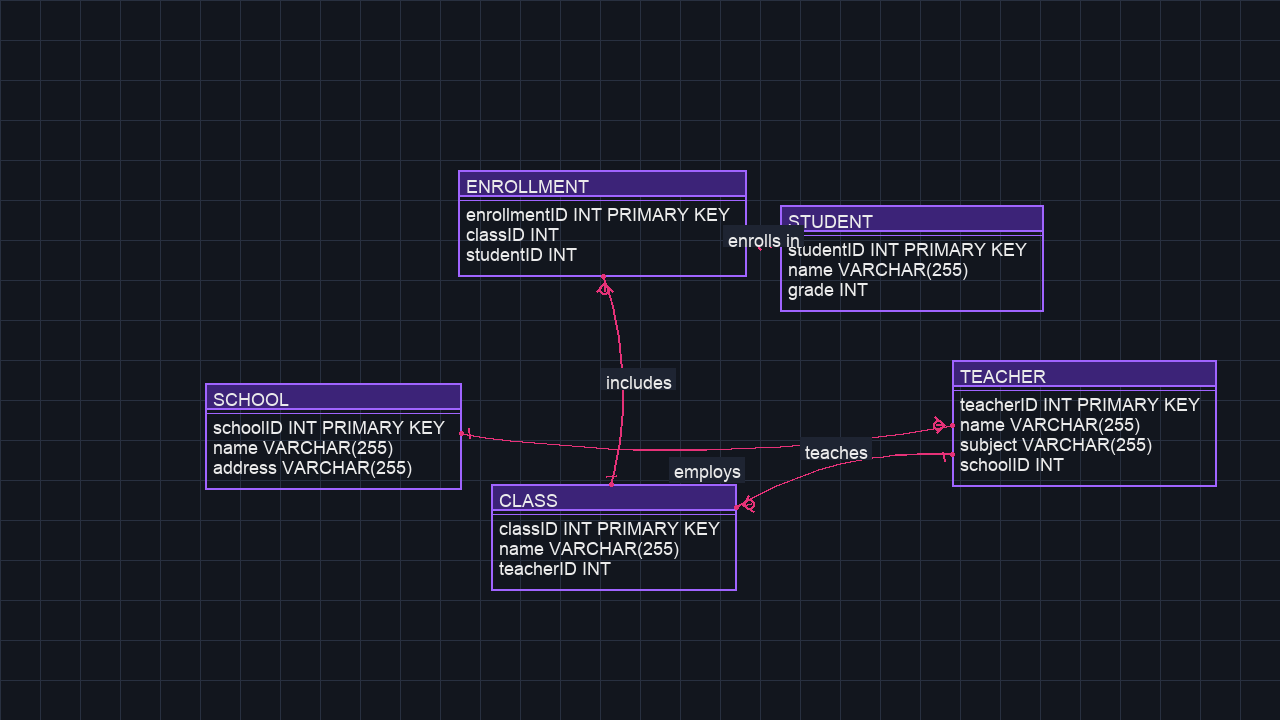 ENROLLMENT
enrollmentID INT PRIMARY KEY
classID INT
studentID INT
STUDENT
enrolls in
studentID INT PRIMARY KEY
name VARCHAR(255)
grade INT
includes
SCHOOL
schoolID INT PRIMARY KEY
name VARCHAR(255)
address VARCHAR(255)
TEACHER
teacherID INT PRIMARY KEY
name VARCHAR(255)
subject VARCHAR(255)
schoolID INT
teaches
employs
CLASS
classID INT PRIMARY KEY
name VARCHAR(255)
teacherID INT